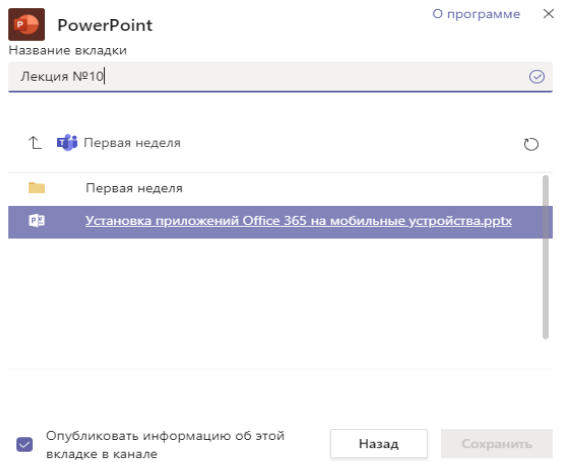 О программе
PowerPoint
Название вкладки
Лекция №10
Первая неделя
Первая неделя
Установка приложений Office 365 на мобильные устройства.pptx
Опубликовать информацию об этой
вкладке в канале
Назад
Сохранить